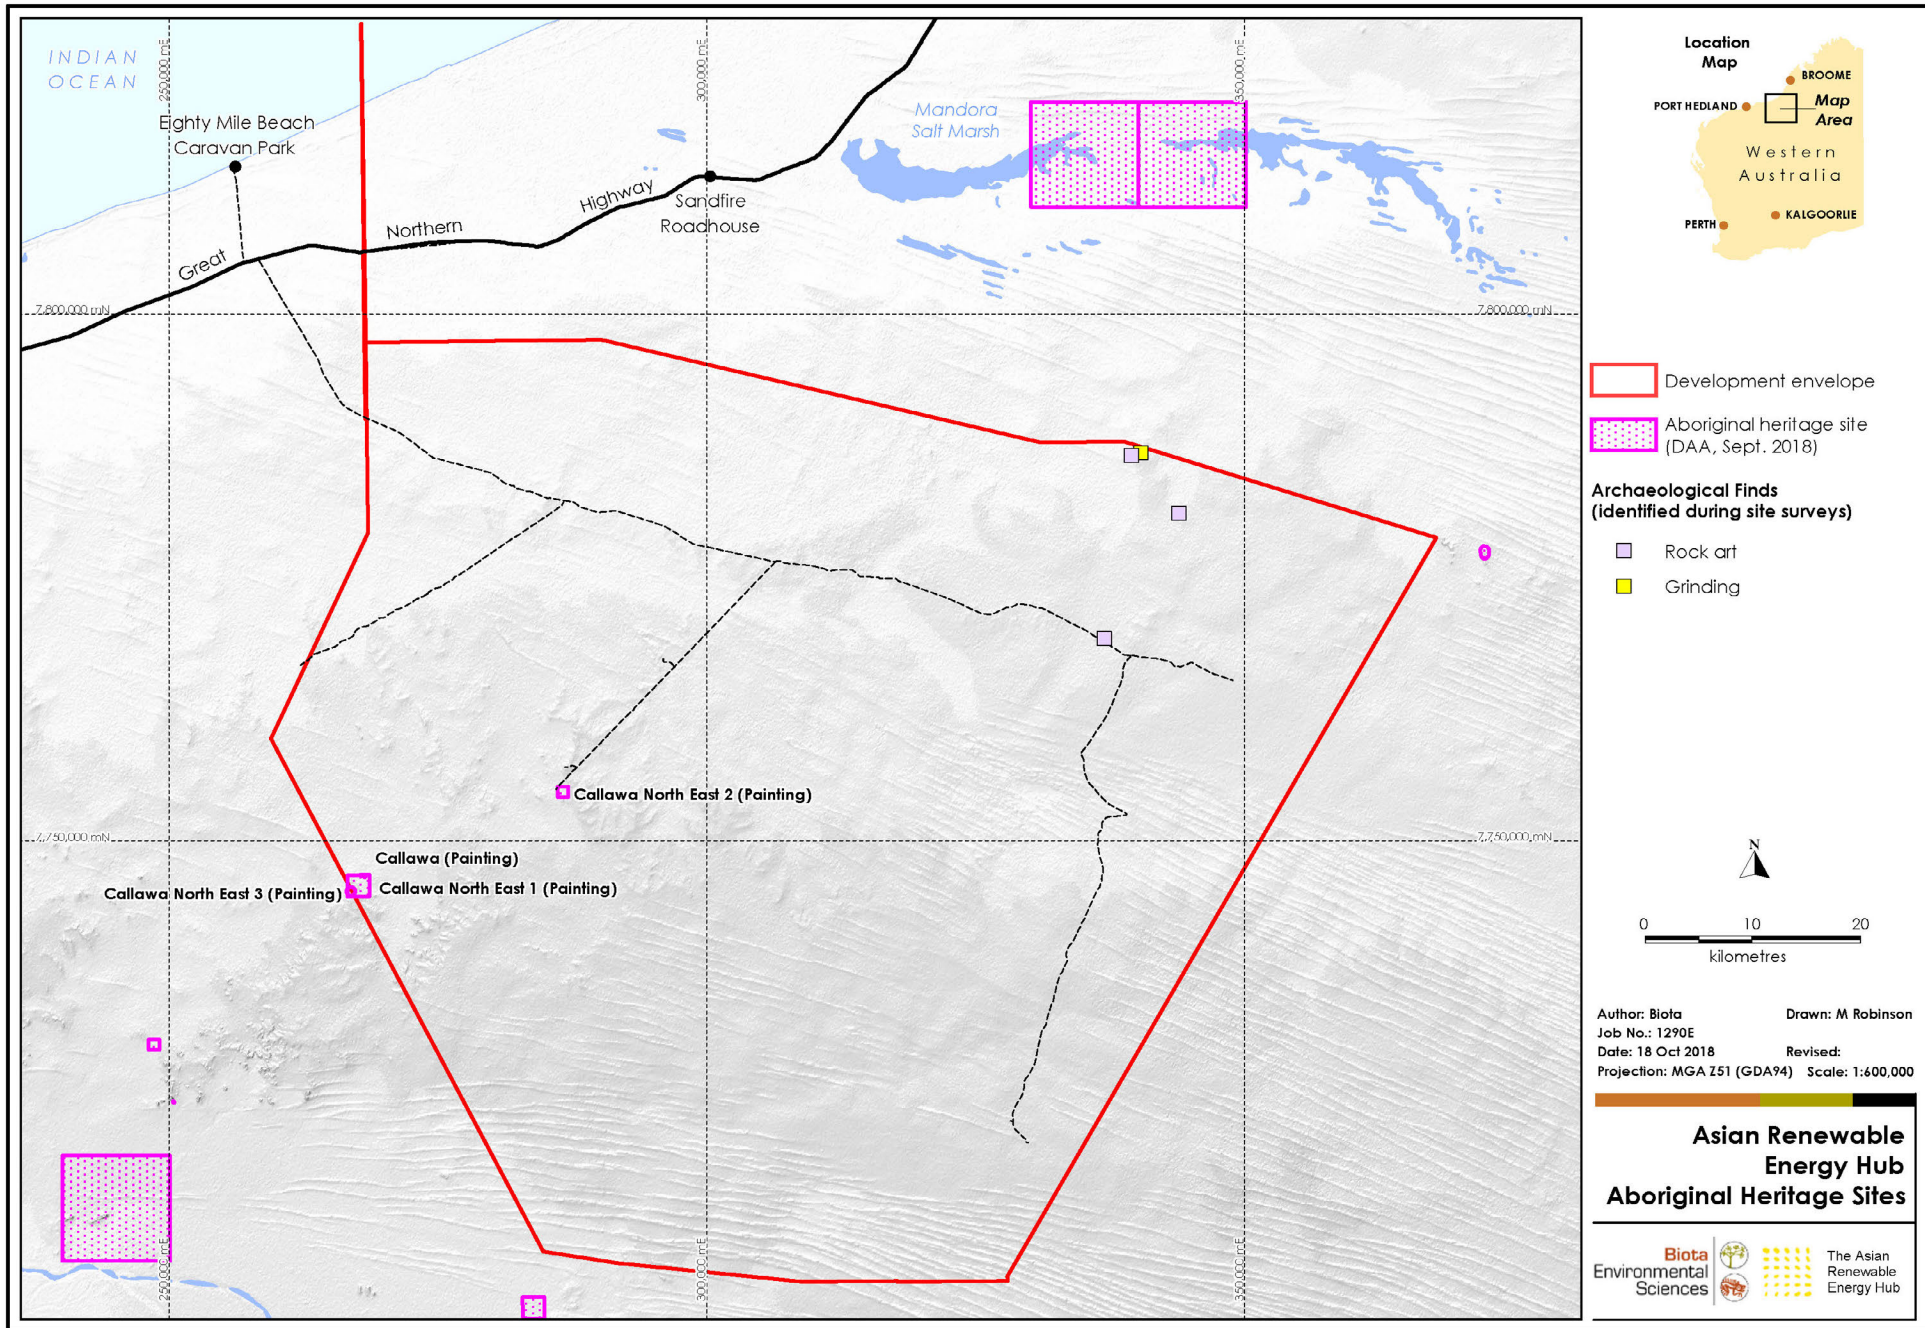 INDIAN
OCEAN
250,000 mE
300,000 mE
350,000 mE
Eighty Mile Beach
Caravan Park
Mandora
Salt Marsh
Great
Northern
Highway
Sandfire
Roadhouse
7,800,000 mN
7,800,000 mN
Callawa North East 2 (Painting)
7,750,000 mN
7,750,000 mN
Callawa (Painting)
Callawa North East 1 (Painting)
Callawa North East 3 (Painting)
250,000 mE
300,000 mE
350,000 mE
Location
Map
BROOME
PORT HEDLAND
Map
Area
Western
Australia
KALGOORLIE
PERTH
Development envelope
Aboriginal heritage site
(DAA, Sept. 2018)
Archaeological Finds
(identified during site surveys)
Rock art
Grinding
N
0 10 20
kilometres
Author: Biota Drawn: M Robinson
Job No.: 1290E
Date: 18 Oct 2018 Revised:
Projection: MGA Z51 (GDA94) Scale: 1:600,000
Asian Renewable
Energy Hub
Aboriginal Heritage Sites
Biota
Environmental
Sciences
The Asian
Renewable
Energy Hub